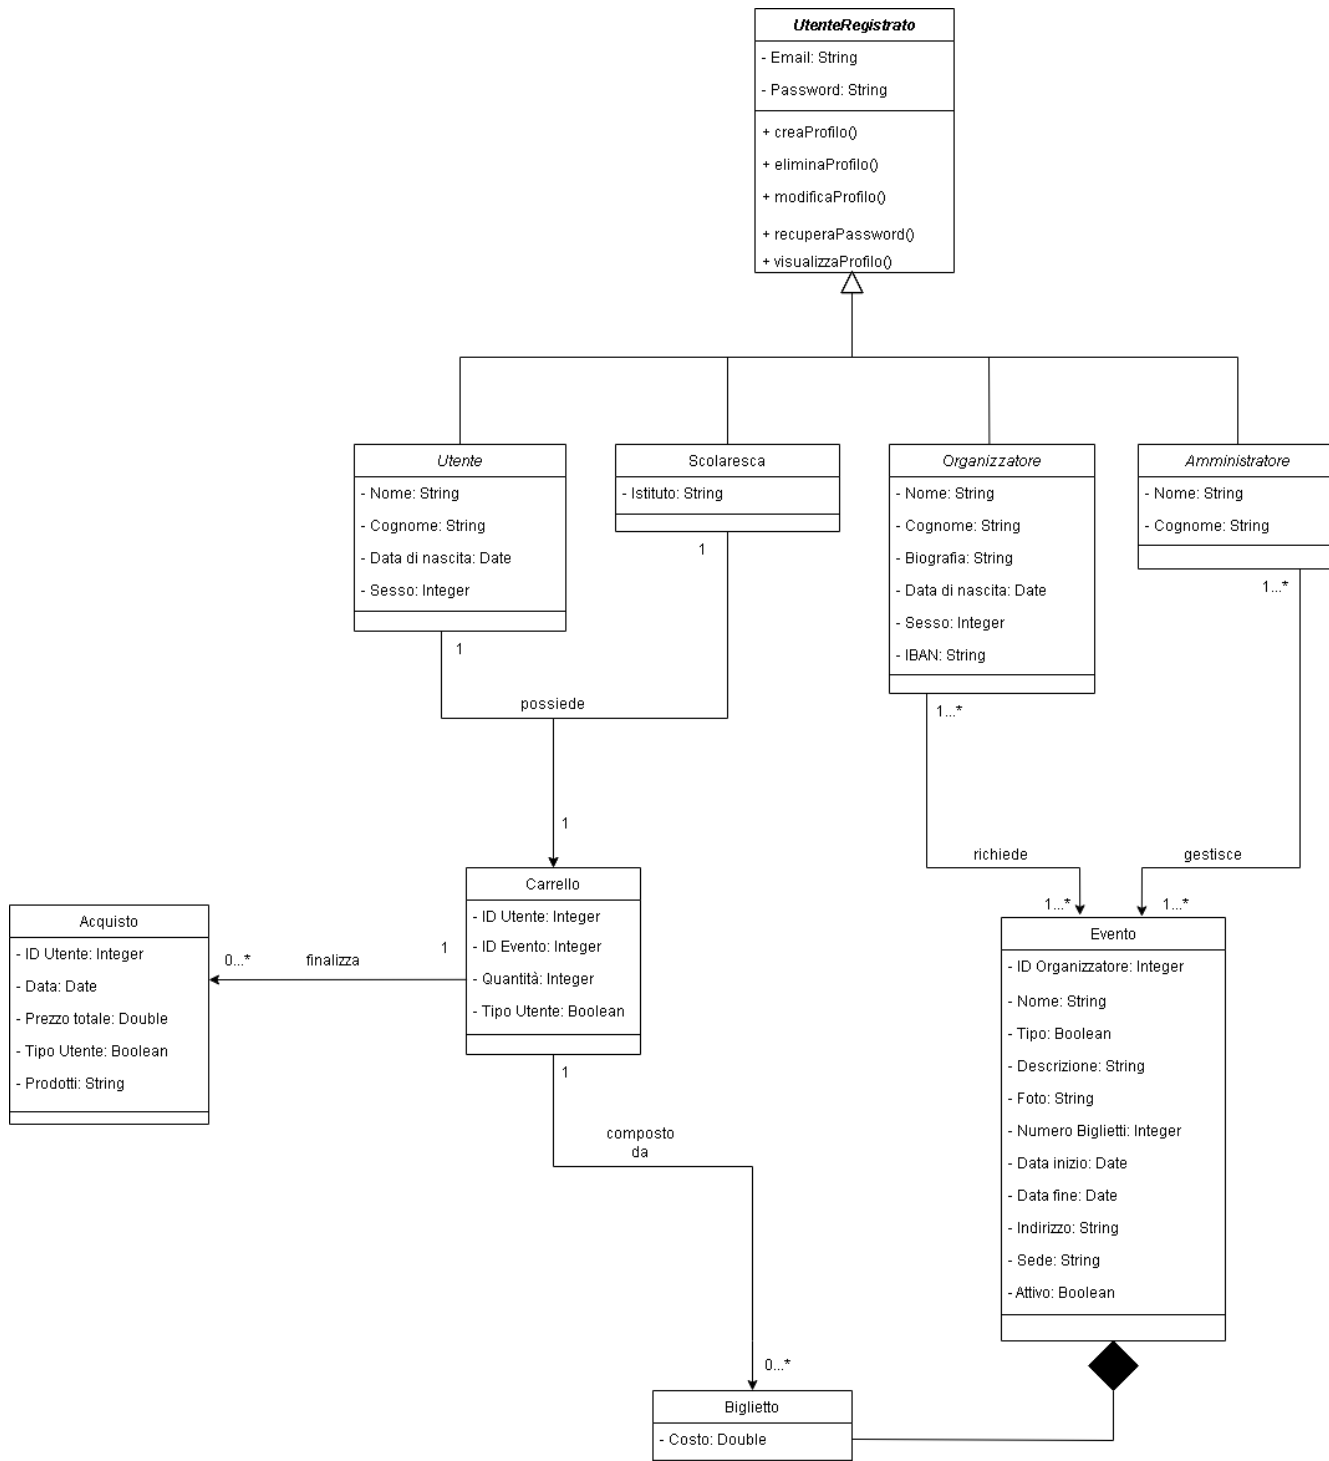 UtenteRegistrato
- Email: String
- Password: String
+ creaProfilo()
+ eliminaProfilo()
+ modificaProfilo()
+ recuperaPassword()
+ visualizzaProfilo()
Utente
- Nome: String
- Cognome: String
- Data di nascita: Date
- Sesso: Integer
1
Scolaresca
- Istituto: String
1
Organizzatore
- Nome: String
- Cognome: String
- Biografia: String
- Data di nascita: Date
- Sesso: Integer
- IBAN: String
1...*
Amministratore
- Nome: String
- Cognome: String
1...*
possiede
1
richiede
gestisce
1...*
1...*
Carrello
- ID Utente: Integer
- ID Evento: Integer
- Quantità: Integer
- Tipo Utente: Boolean
1
finalizza
0...*
Acquisto
- ID Utente: Integer
- Data: Date
- Prezzo totale: Double
- Tipo Utente: Boolean
- Prodotti: String
1
composto
da
0...*
Evento
- ID Organizzatore: Integer
- Nome: String
- Tipo: Boolean
- Descrizione: String
- Foto: String
- Numero Biglietti: Integer
- Data inizio: Date
- Data fine: Date
- Indirizzo: String
- Sede: String
- Attivo: Boolean
Biglietto
- Costo: Double